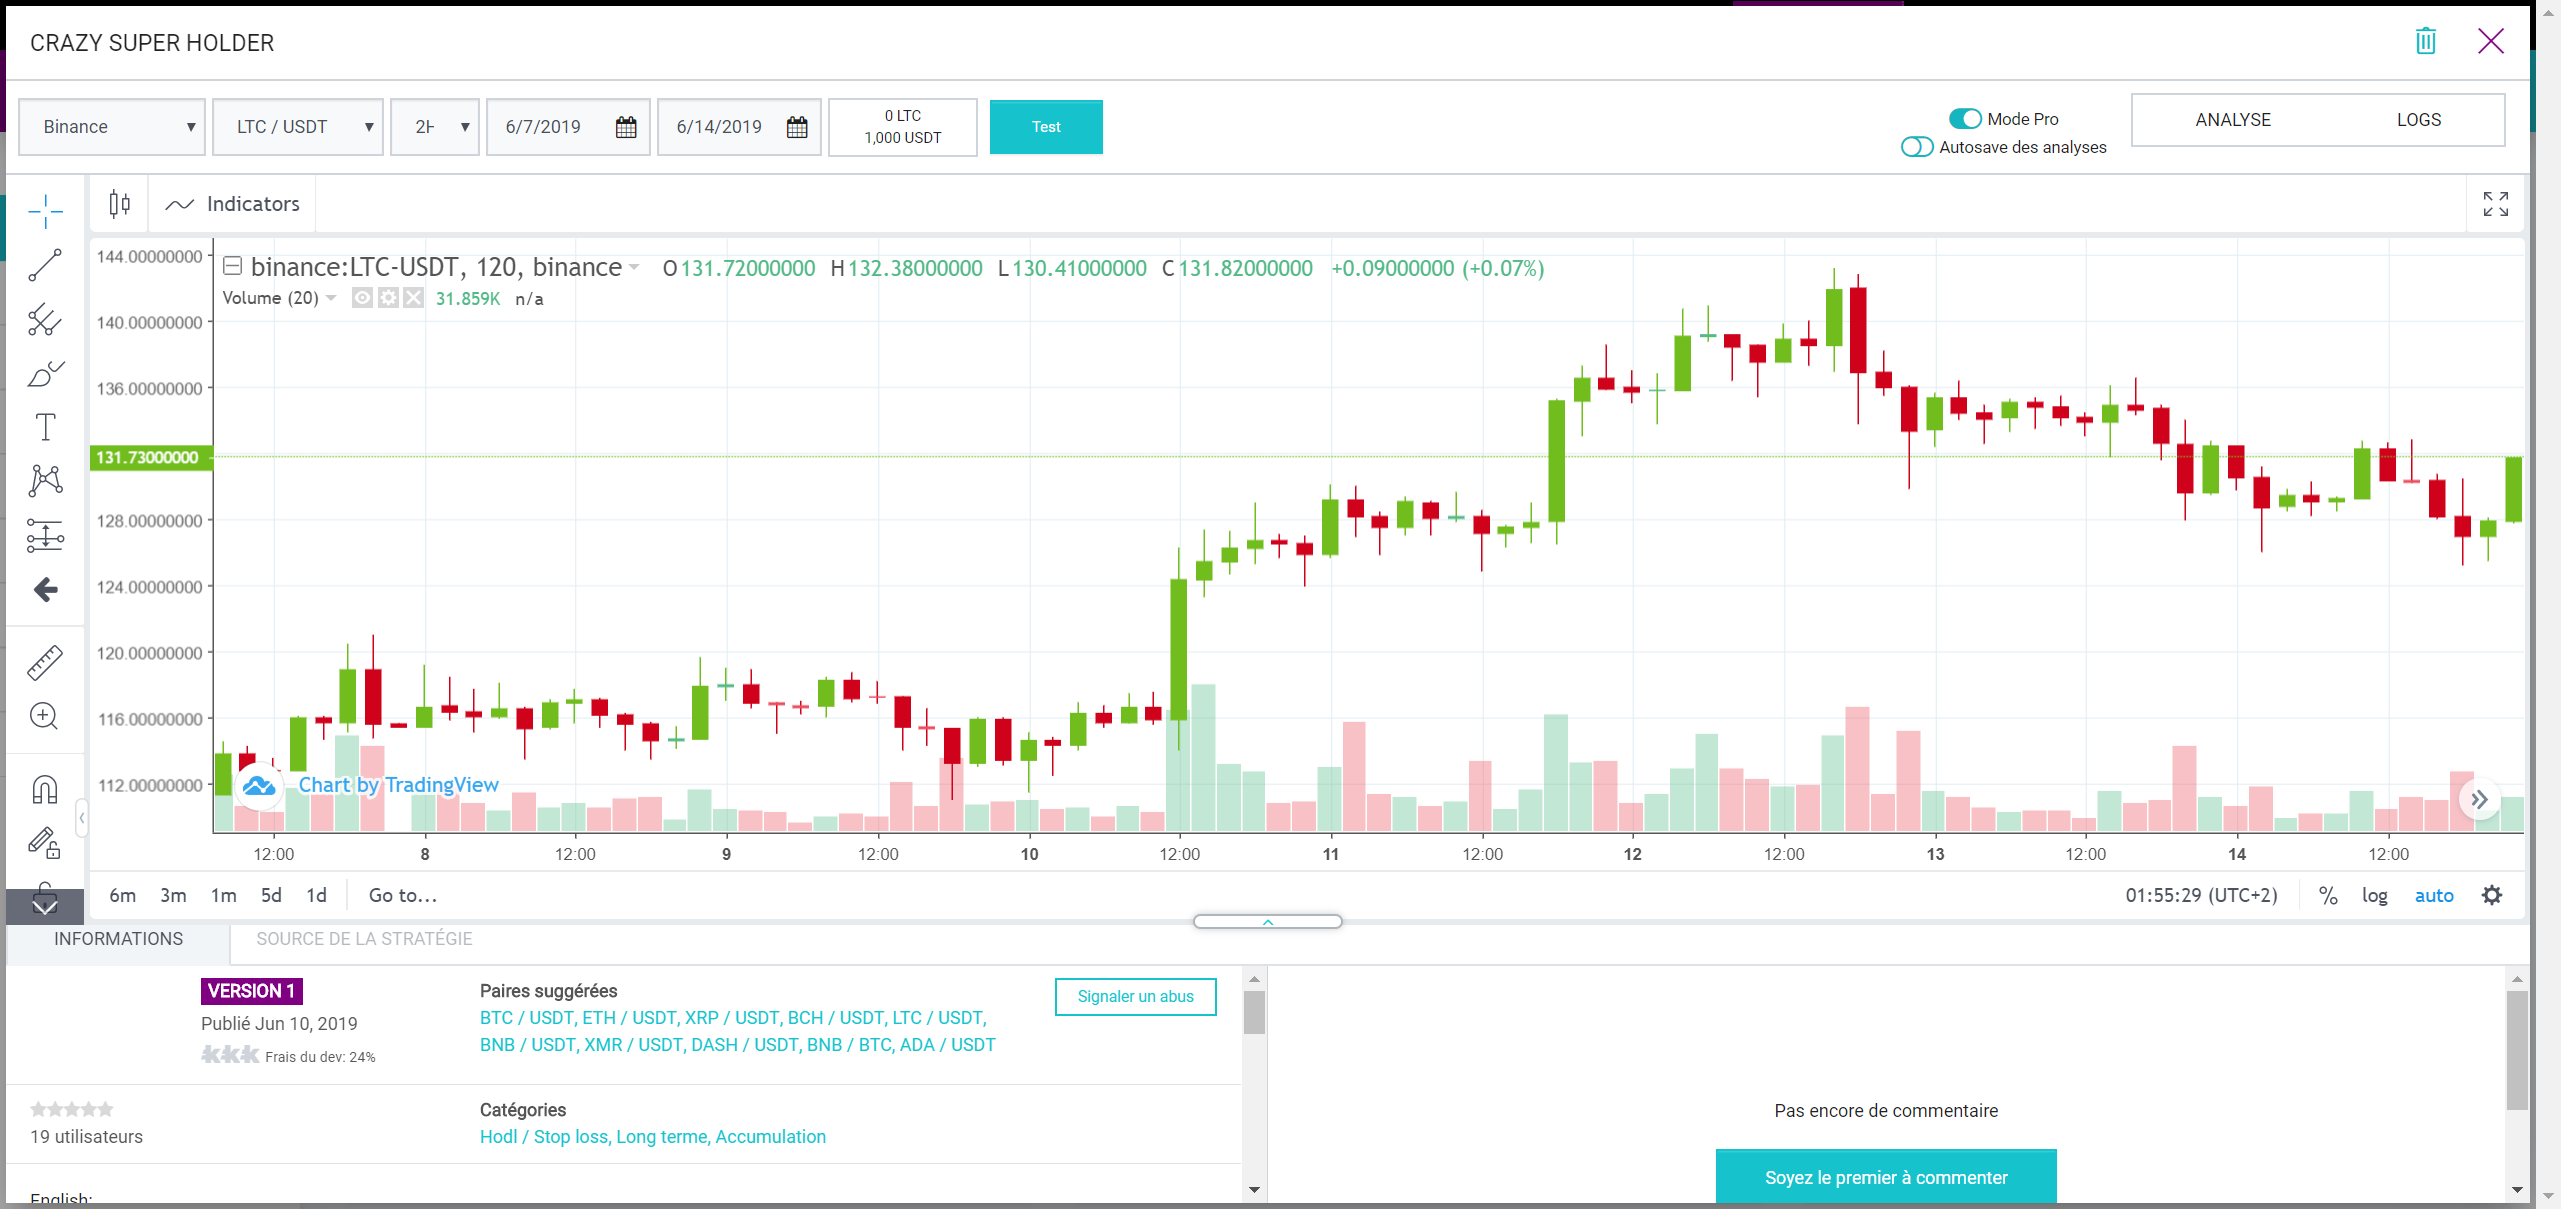 CRAZY SUPER HOLDER
Binance
LTC / USDT
6/7/2019
6/14/2019
0 LTC
1,000 USDT
Test
Mode Pro
Autosave des analyses
ANALYSE
LOGS
Indicators
binance:LTC-USDT, 120, binance
O131.72000000 H132.38000000 L130.41000000 C131.82000000 +0.09000000 (+0.07%)
Volume (20)
31.859K n/a
144.00000000
140.00000000
136.00000000
131.73000000
128.00000000
124.00000000
120.00000000
116.00000000
112.00000000
Chart by TradingView
12:00 8 12:00 9 12:00 10 12:00 11 12:00 12 12:00 13 12:00 14 12:00
6m 3m 1m 5d 1d Go to...
01:55:29 (UTC+2) % log auto
INFORMATIONS
SOURCE DE LA STRATÉGIE
VERSION 1
Publié Jun 10, 2019
Frais du dev: 24%
Paires suggérées
BTC / USDT, ETH / USDT, XRP / USDT, BCH / USDT, LTC / USDT,
BNB / USDT, XMR / USDT, DASH / USDT, BNB / BTC, ADA / USDT
Signaler un abus
19 utilisateurs
Catégories
Hodl / Stop loss, Long terme, Accumulation
English:
Pas encore de commentaire
Soyez le premier à commenter